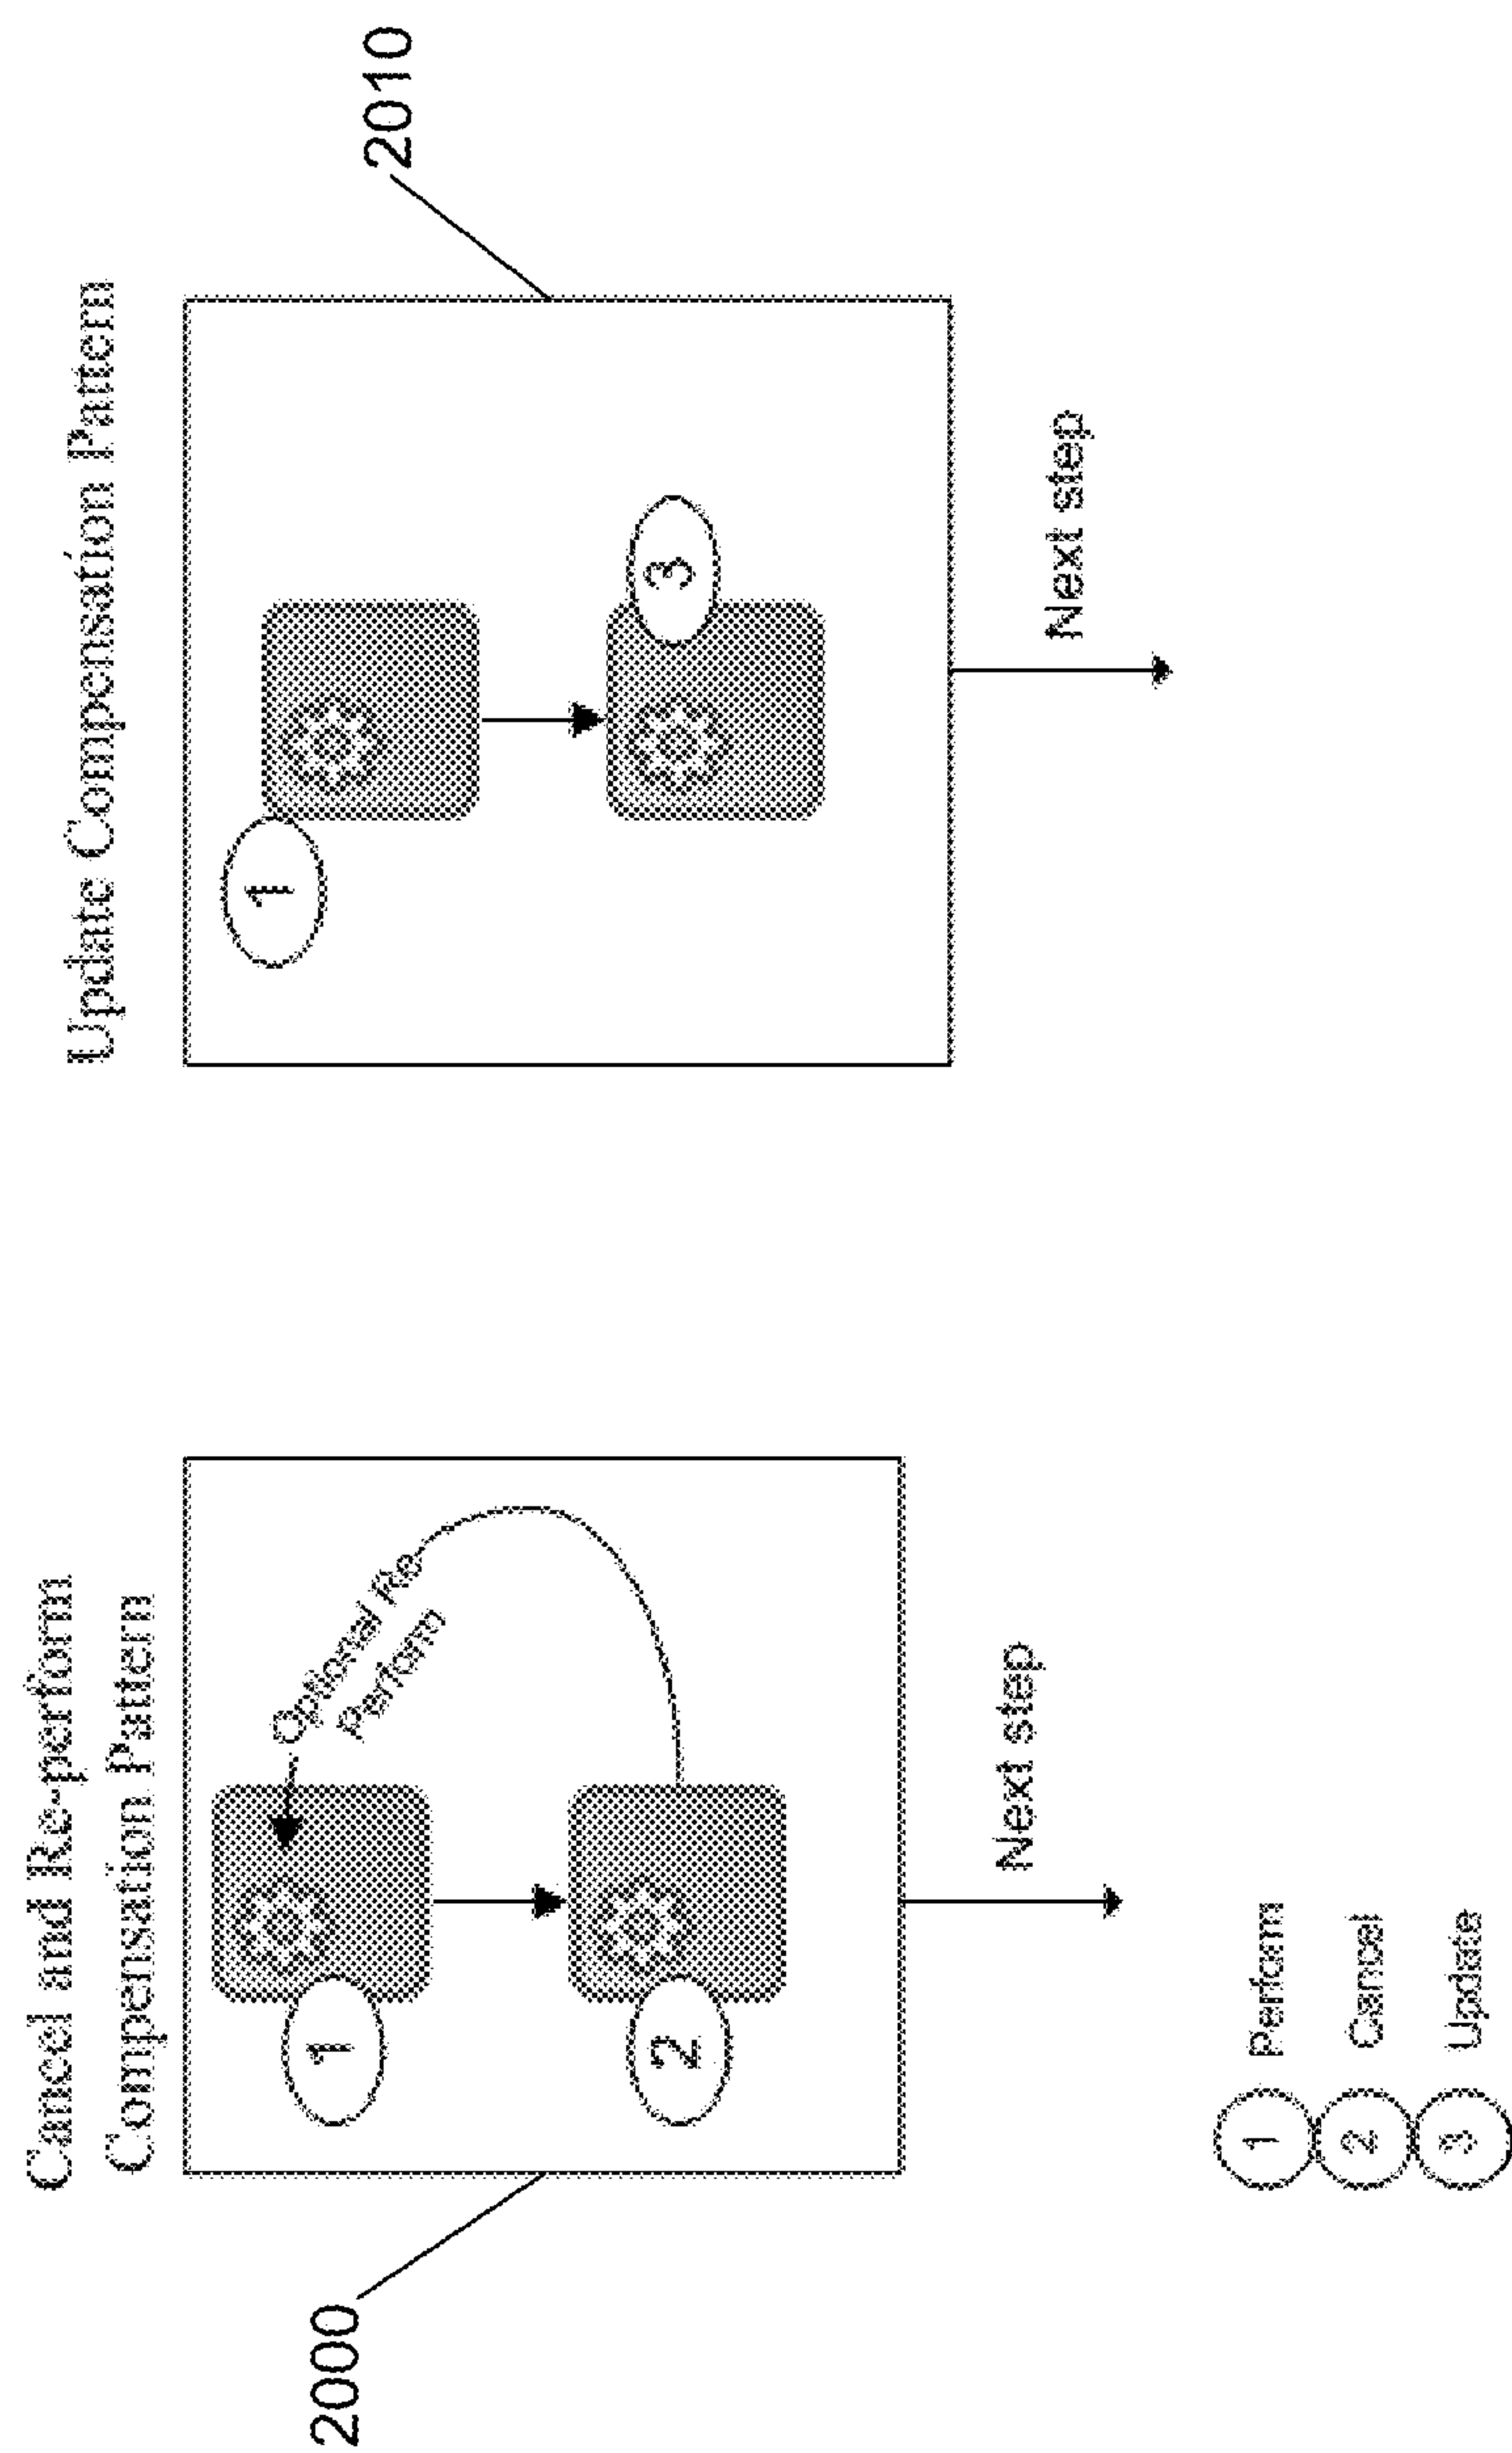 Cancel and Re-perform
Compensation Pattern
2000
1
Optional Re
Perform
2
Next step
Update Compensation Pattern
2010
1
3
Next step
1 Perform
2 Cancel
3 Update